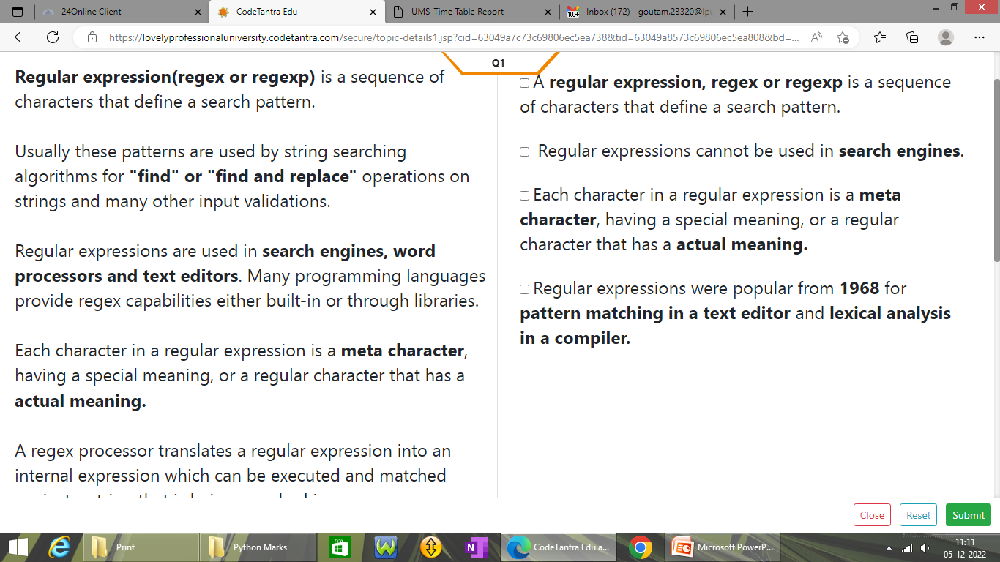 24Online Client
CodeTantra Edu
UMS-Time Table Report
100+
Inbox (172) - goutam.23320@lpu
https://lovelyprofessionaluniversity.codetantra.com/secure/topic-details1.jsp?cid=63049a7c73c69806ec5ea738&tid=63049a8573c69806ec5ea808&bd=...
Q1
Regular expression(regex or regexp) is a sequence of
characters that define a search pattern.
Usually these patterns are used by string searching
algorithms for "find" or "find and replace" operations on
strings and many other input validations.
Regular expressions are used in search engines, word
processors and text editors. Many programming languages
provide regex capabilities either built-in or through libraries.
Each character in a regular expression is a meta character,
having a special meaning, or a regular character that has a
actual meaning.
A regex processor translates a regular expression into an
internal expression which can be executed and matched
A regular expression, regex or regexp is a sequence
of characters that define a search pattern.
Regular expressions cannot be used in search engines.
Each character in a regular expression is a meta
character, having a special meaning, or a regular
character that has a actual meaning.
Regular expressions were popular from 1968 for
pattern matching in a text editor and lexical analysis
in a compiler.
Close
Reset
Submit
Print
Python Marks
CodeTantra Edu a...
Microsoft PowerP...
11:11
05-12-2022